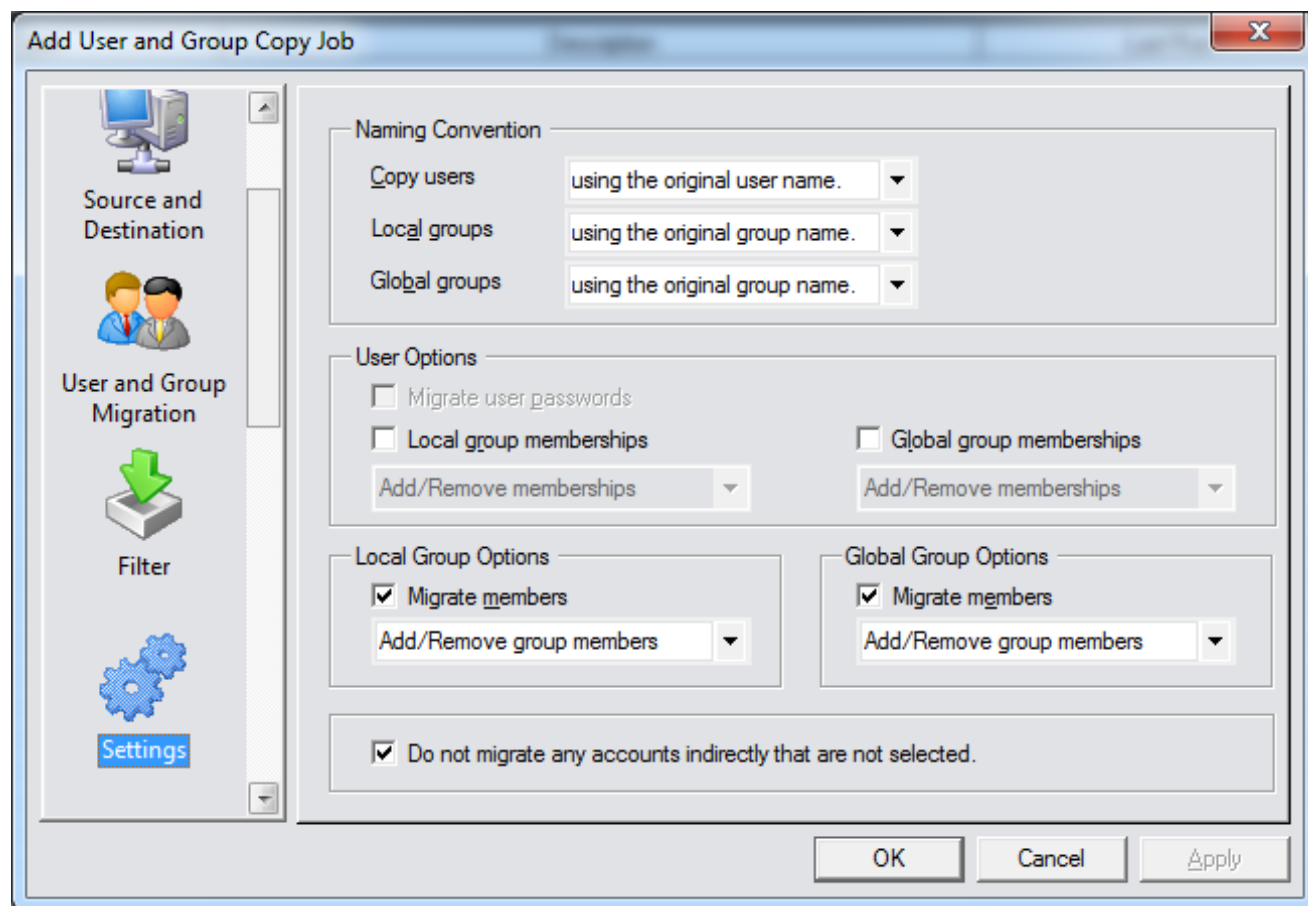 Add User and Group Copy Job
Description
Source and
Destination
User and Group
Migration
Filter
Settings
Naming Convention
Copy users
using the original user name.
Local groups
using the original group name.
Global groups
using the original group name.
User Options
Migrate user passwords
Local group memberships
Global group memberships
Add/Remove memberships
Add/Remove memberships
Local Group Options
Migrate members
Add/Remove group members
Global Group Options
Migrate members
Add/Remove group members
Do not migrate any accounts indirectly that are not selected.
OK
Cancel
Apply